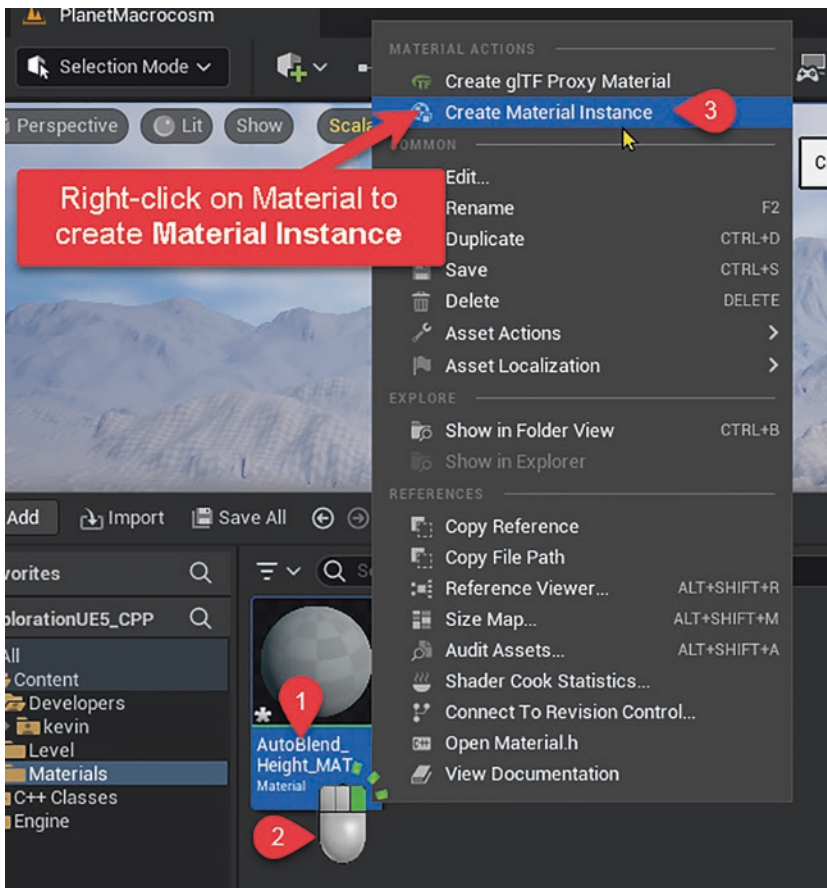 PlanetMacrocosm
Selection Mode
Perspective
Lit
Show
Scala
MATERIAL ACTIONS
Create glTF Proxy Material
Create Material Instance
3
COMMON
Right-click on Material to
create Material Instance
Edit...
Rename F2
Duplicate CTRL+D
Save CTRL+S
Delete DELETE
Asset Actions
Asset Localization
EXPLORE
Show in Folder View CTRL+B
Show in Explorer
REFERENCES
Copy Reference
Copy File Path
Reference Viewer... ALT+SHIFT+R
Size Map... ALT+SHIFT+M
Audit Assets... ALT+SHIFT+A
Shader Cook Statistics...
Connect To Revision Control...
Open Material.h
View Documentation
C
Add
Import
Save All
vorites
plorationUE5_CPP
All
Content
Developers
kevin
Level
Materials
C++ Classes
Engine
1
AutoBlend_
Height_MAT
Material
2